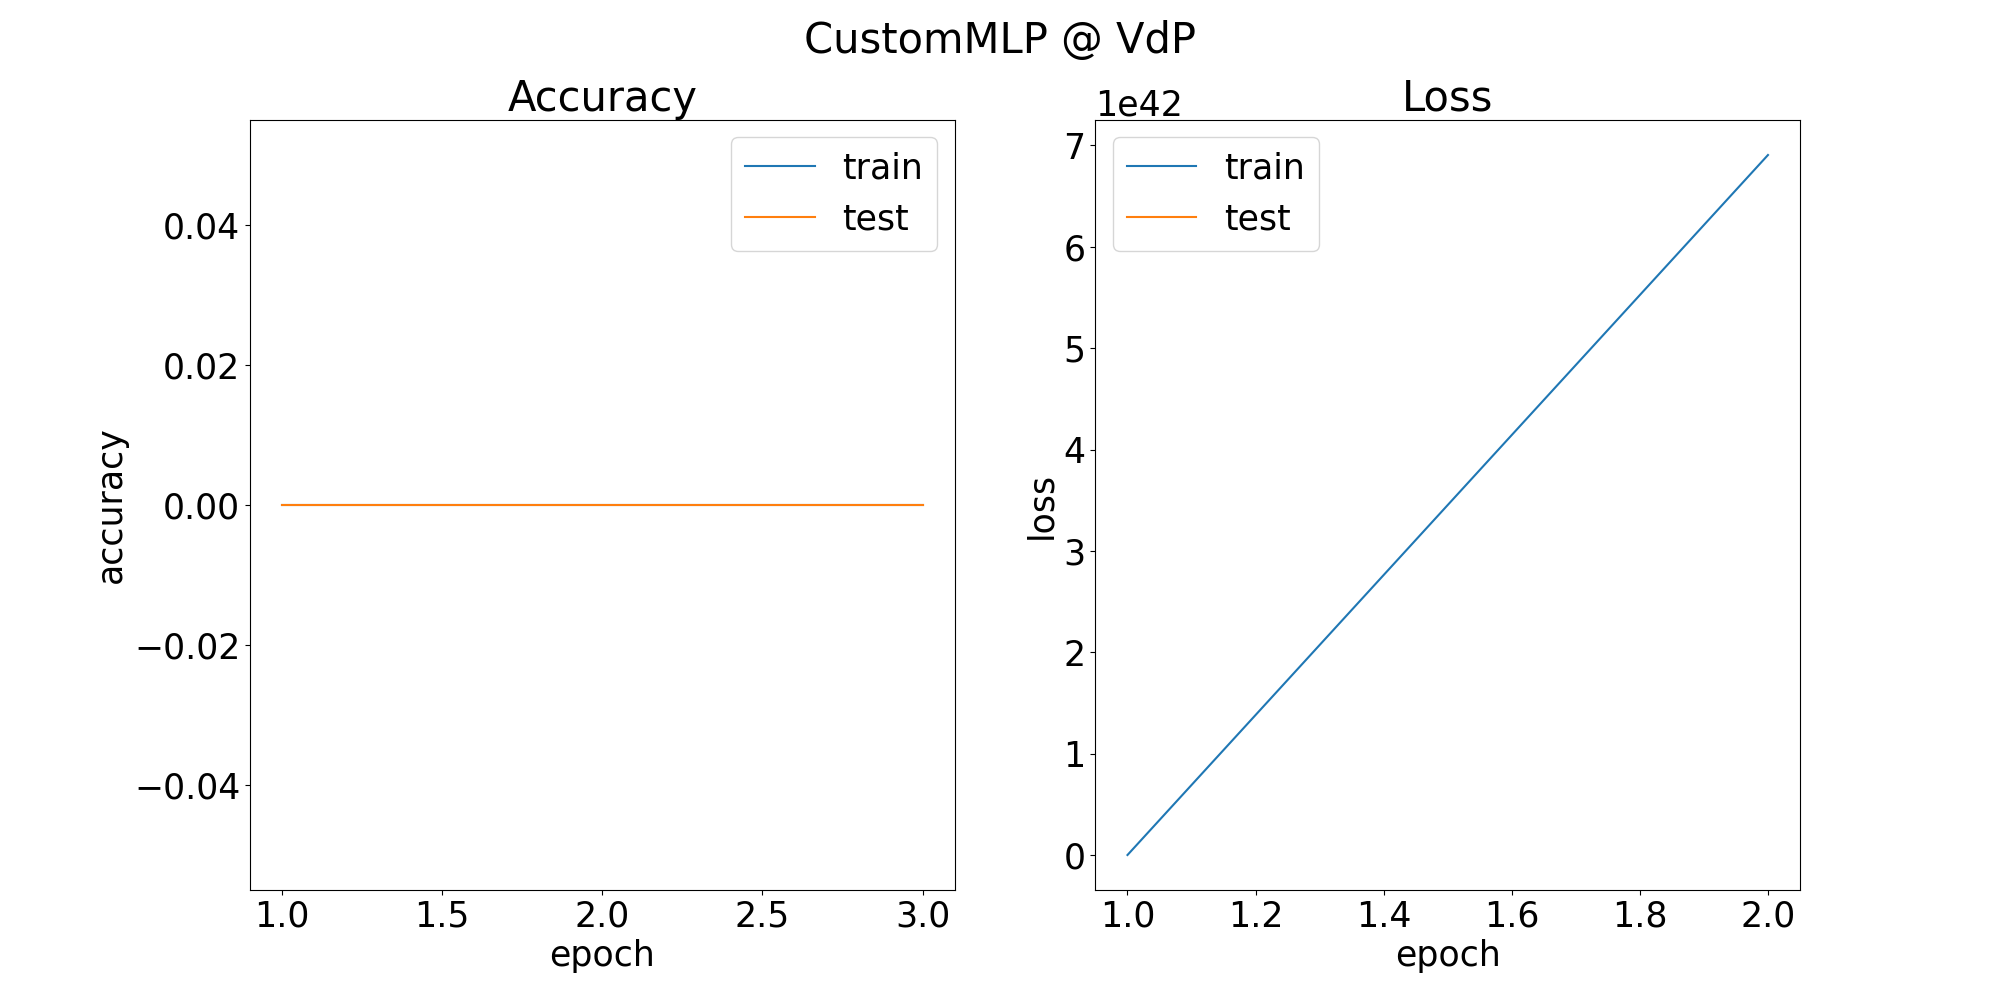 CustomMLP @ VdP
Accuracy
train
test
0.04
0.02
0.00
−0.02
−0.04
accuracy
1.0 1.5 2.0 2.5 3.0
epoch
Loss
1e42
train
test
7
6
5
4
3
2
1
0
loss
1.0 1.2 1.4 1.6 1.8 2.0
epoch